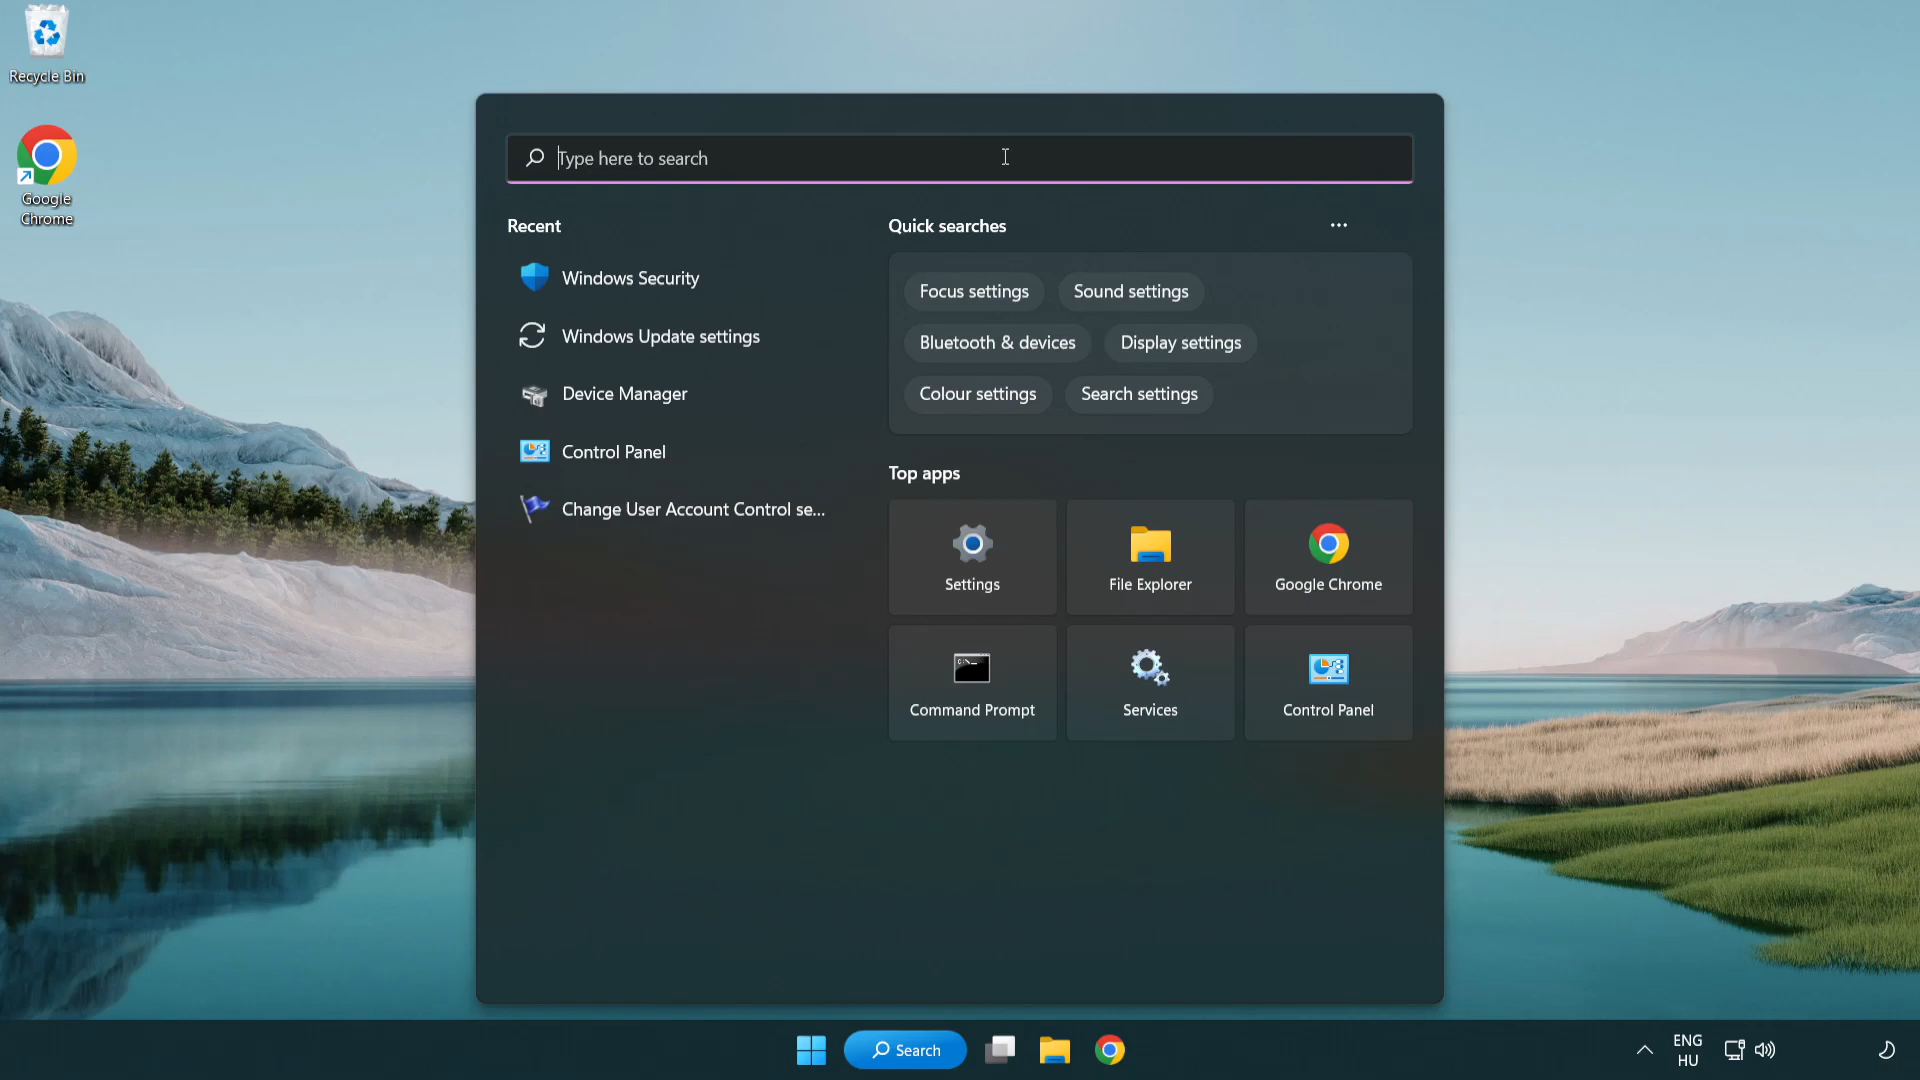 Recycle Bin
Google
Chrome
Type here to search
Recent
Quick searches
Windows Security
Windows Update settings
Device Manager
Control Panel
Change User Account Control se...
Focus settings
Sound settings
Bluetooth & devices
Display settings
Colour settings
Search settings
Top apps
Settings
File Explorer
Google Chrome
Command Prompt
Services
Control Panel
Search
ENG
HU